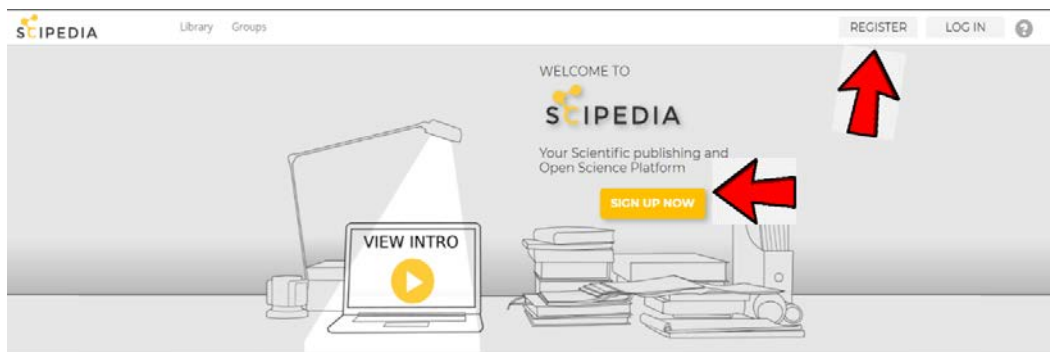 SCIPEDIA
Library Groups
REGISTER LOG IN ?
WELCOME TO
SCIPEDIA
Your Scientific publishing and
Open Science Platform
SIGN UP NOW
VIEW INTRO